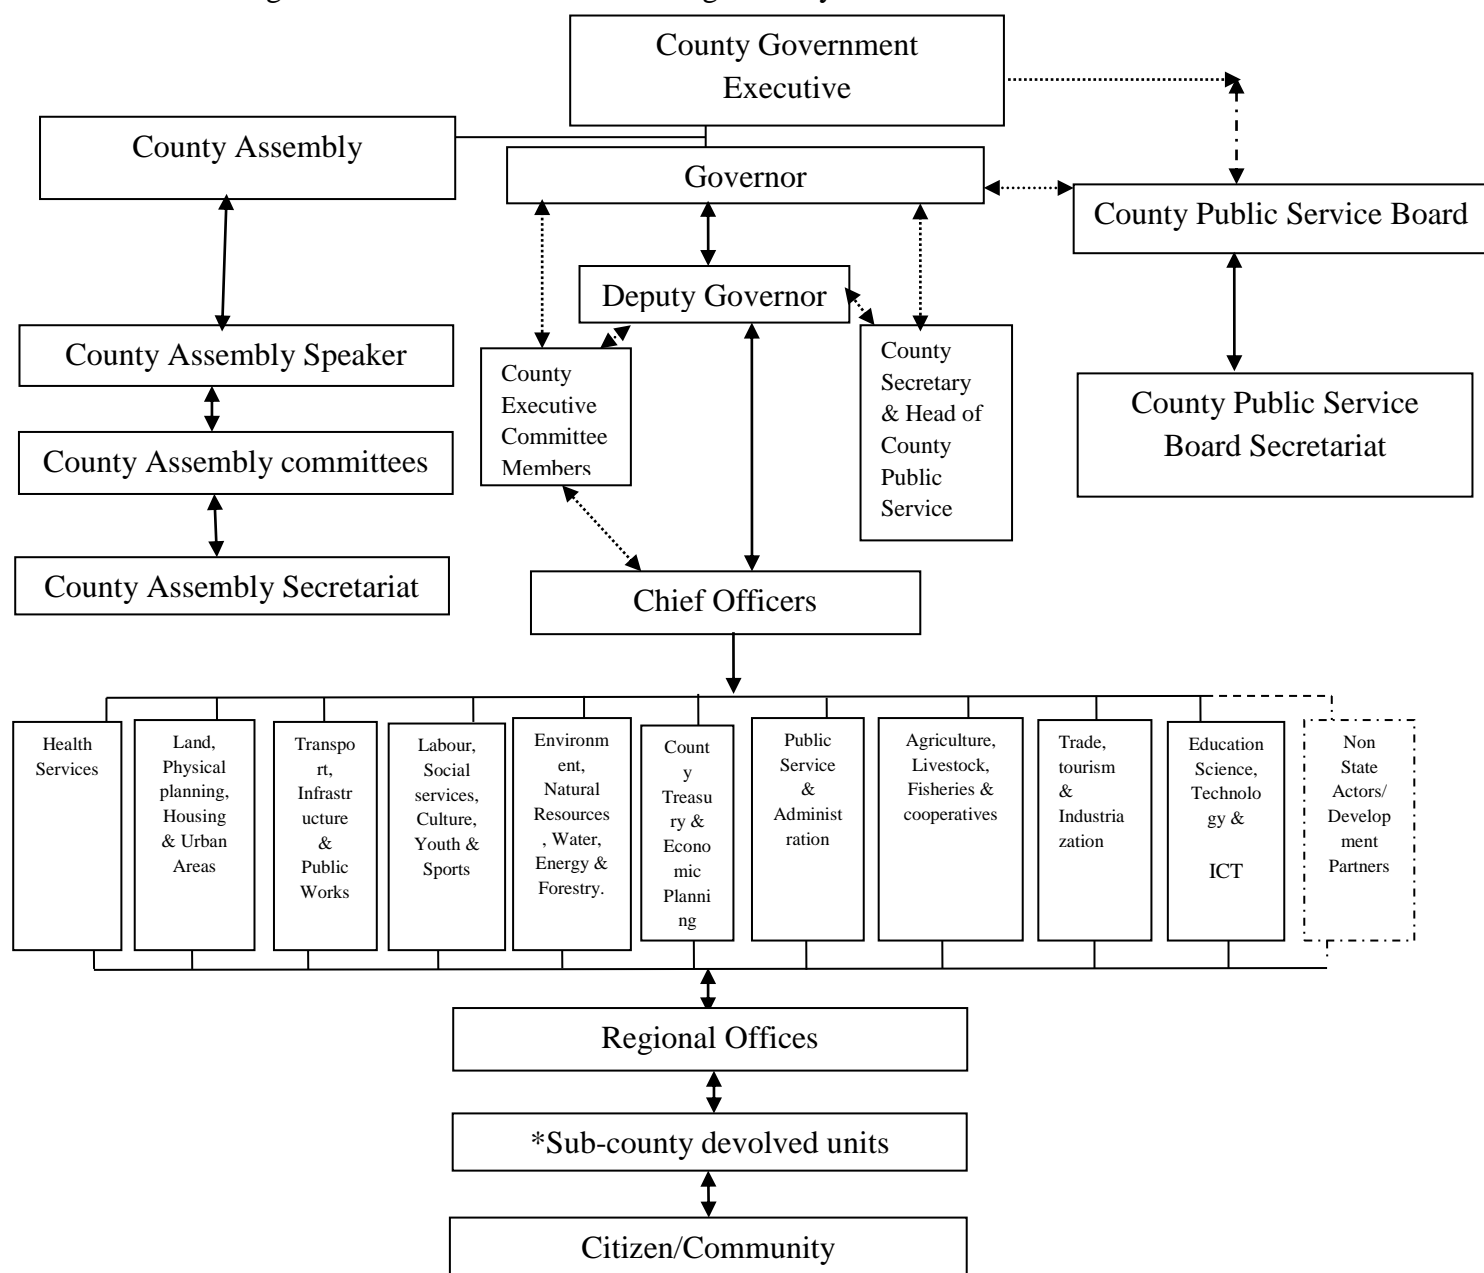 County Government
Executive
County Assembly
Governor
County Public Service Board
Deputy Governor
County Assembly Speaker
County
Executive
Committee
Members
County
Secretary
& Head of
County
Public
Service
County Public Service
Board Secretariat
County Assembly committees
County Assembly Secretariat
Chief Officers
Health
Services
Land,
Physical
planning,
Housing
& Urban
Areas
Transpo
rt,
Infrastr
ucture
&
Public
Works
Labour,
Social
services,
Culture,
Youth &
Sports
Environm
ent,
Natural
Resources
, Water,
Energy &
Forestry.
Count
y
Treasu
ry &
Econo
mic
Planni
ng
Public
Service
&
Administ
ration
Agriculture,
Livestock,
Fisheries &
cooperatives
Trade,
tourism
&
Industria
zation
Education
Science,
Technolo
gy &
ICT
Non
State
Actors/
Develop
ment
Partners
Regional Offices
*Sub-county devolved units
Citizen/Community